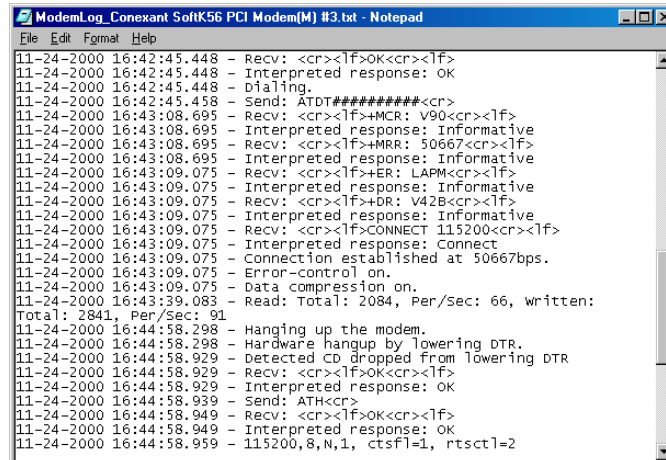 ModemLog_Conexant SoftK56 PCI Modem(M) #3.txt - Notepad
File Edit Format Help
11-24-2000 16:42:45.448 - Recv: <cr><lf>OK<cr><lf>
11-24-2000 16:42:45.448 - Interpreted response: OK
11-24-2000 16:42:45.448 - Dialing.
11-24-2000 16:42:45.458 - Send: ATDT##########<cr>
11-24-2000 16:43:08.695 - Recv: <cr><lf>+MCR: V90<cr><lf>
11-24-2000 16:43:08.695 - Interpreted response: Informative
11-24-2000 16:43:08.695 - Recv: <cr><lf>+MRR: 50667<cr><lf>
11-24-2000 16:43:08.695 - Interpreted response: Informative
11-24-2000 16:43:09.075 - Recv: <cr><lf>+ER: LAPM<cr><lf>
11-24-2000 16:43:09.075 - Interpreted response: Informative
11-24-2000 16:43:09.075 - Recv: <cr><lf>+DR: V42B<cr><lf>
11-24-2000 16:43:09.075 - Interpreted response: Informative
11-24-2000 16:43:09.075 - Recv: <cr><lf>CONNECT 115200<cr><lf>
11-24-2000 16:43:09.075 - Interpreted response: Connect
11-24-2000 16:43:09.075 - Connection established at 50667bps.
11-24-2000 16:43:09.075 - Error-control on.
11-24-2000 16:43:09.075 - Data compression on.
11-24-2000 16:43:39.083 - Read: Total: 2084, Per/Sec: 66, Written:
Total: 2841, Per/Sec: 91
11-24-2000 16:44:58.298 - Hanging up the modem.
11-24-2000 16:44:58.298 - Hardware hangup by lowering DTR.
11-24-2000 16:44:58.929 - Detected CD dropped from lowering DTR
11-24-2000 16:44:58.929 - Recv: <cr><lf>OK<cr><lf>
11-24-2000 16:44:58.929 - Interpreted response: OK
11-24-2000 16:44:58.939 - Send: ATH<cr>
11-24-2000 16:44:58.949 - Recv: <cr><lf>OK<cr><lf>
11-24-2000 16:44:58.949 - Interpreted response: OK
11-24-2000 16:44:58.959 - 115200,8,N,1, ctsfl=1, rtsctl=2